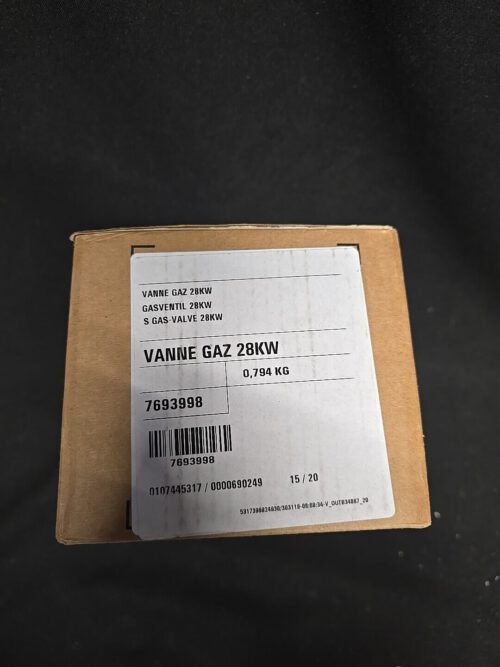 VANNE GAZ 28KW
GASVENTIL 28KW
S GAS-VALVE 28KW
VANNE GAZ 28KW
0,794 KG
7693998
7693998
0107445317 / 0000690249 15 / 20